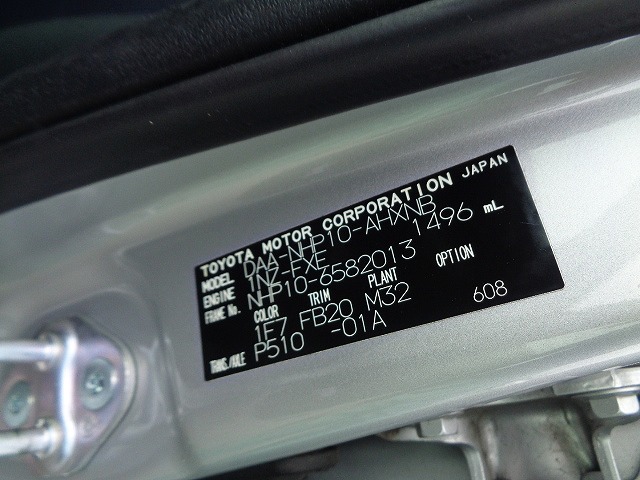 TOYOTA MOTOR CORPORATION JAPAN
MODEL DAA-NHP10-AHXNB
ENGINE 1NZ-FXE 1496 mL
FRAME No. NHP10-6582013
COLOR TRIM PLANT OPTION
1F7 FB20 M32
TRANS./AXLE P510 -01A 608